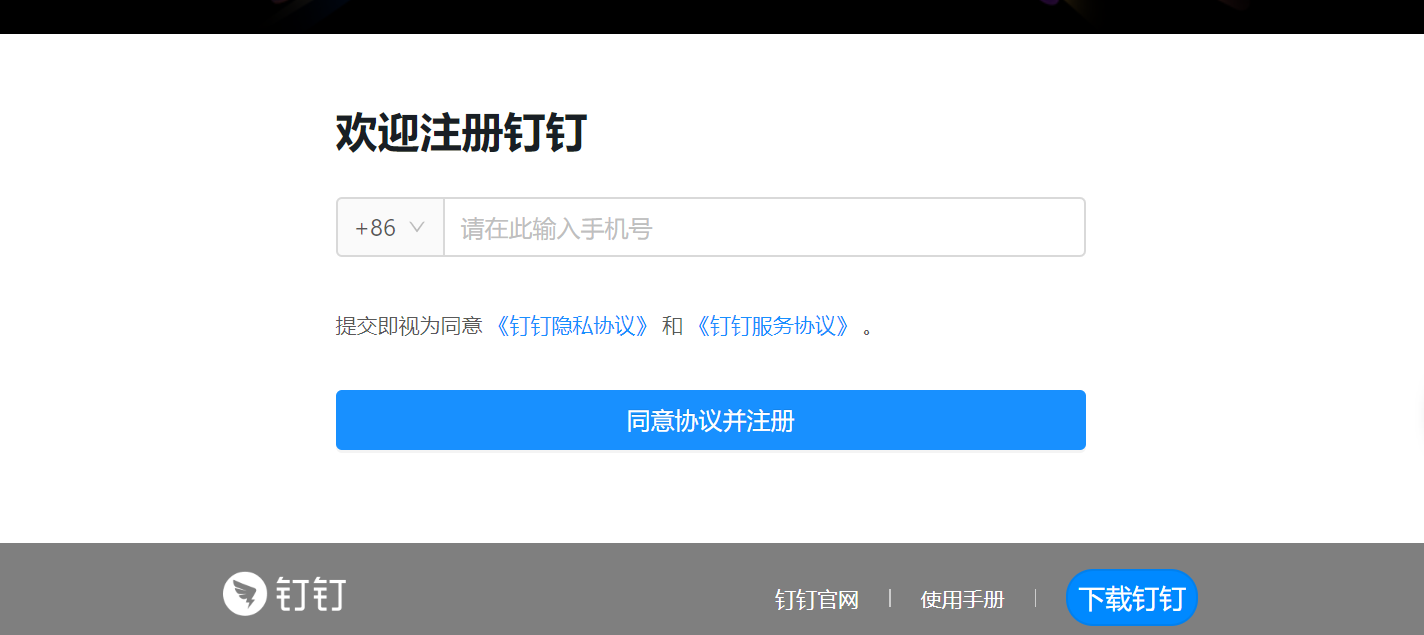 欢迎注册钉钉
+86 请在此输入手机号
提交即视为同意 《钉钉隐私协议》 和 《钉钉服务协议》 。
同意协议并注册
钉钉 钉钉官网 | 使用手册 | 下载钉钉